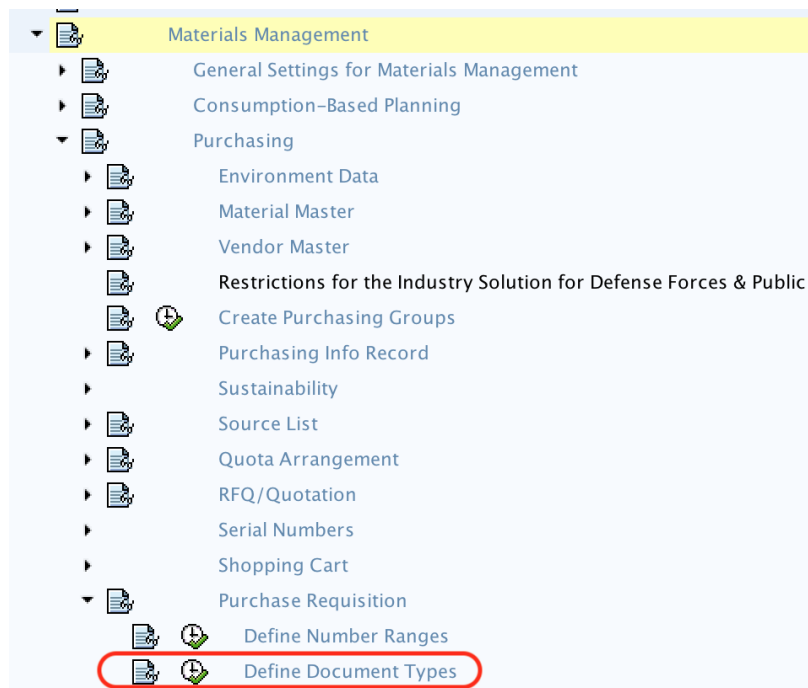 Materials Management
General Settings for Materials Management
Consumption-Based Planning
Purchasing
Environment Data
Material Master
Vendor Master
Restrictions for the Industry Solution for Defense Forces & Public
Create Purchasing Groups
Purchasing Info Record
Sustainability
Source List
Quota Arrangement
RFQ/Quotation
Serial Numbers
Shopping Cart
Purchase Requisition
Define Number Ranges
Define Document Types